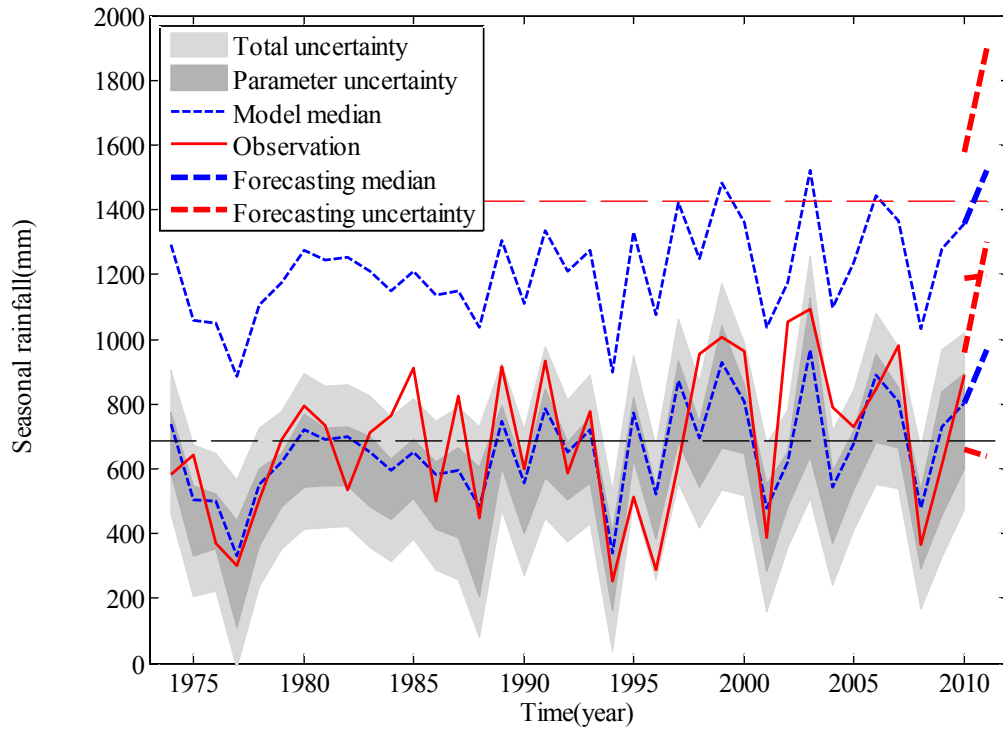 2000
1800
1600
1400
1200
1000
800
600
400
200
0
Seasonal rainfall(mm)
Total uncertainty
Parameter uncertainty
Model median
Observation
Forecasting median
Forecasting uncertainty
1975 1980 1985 1990 1995 2000 2005 2010
Time(year)